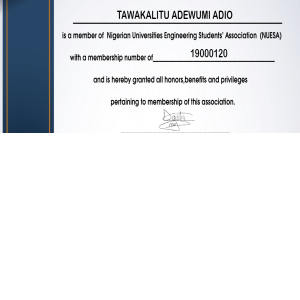 TAWAKALITU ADEWUMI ADIO
is a member of Nigerian Universities Engineering Students' Association (NUESA)
with a membership number of 19000120
and is hereby granted all honors,benefits and privileges
pertaining to membership of this association.